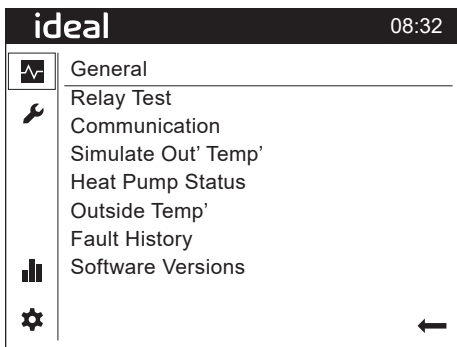 ideal 08:32
General
Relay Test
Communication
Simulate Out' Temp'
Heat Pump Status
Outside Temp'
Fault History
Software Versions